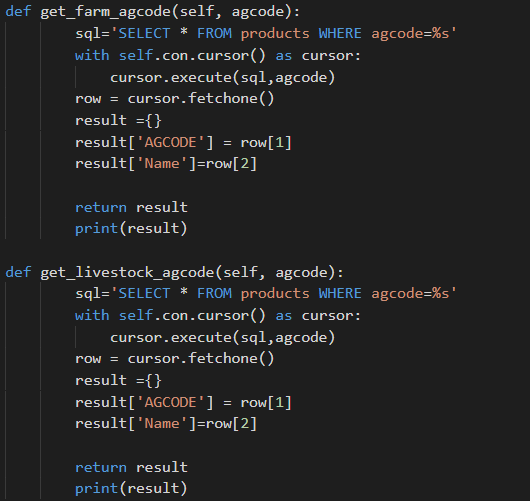 def get_farm_agcode(self, agcode):
sql='SELECT * FROM products WHERE agcode=%s'
with self.con.cursor() as cursor:
cursor.execute(sql,agcode)
row = cursor.fetchone()
result ={}
result['AGCODE'] = row[1]
result['Name']=row[2]
return result
print(result)
def get_livestock_agcode(self, agcode):
sql='SELECT * FROM products WHERE agcode=%s'
with self.con.cursor() as cursor:
cursor.execute(sql,agcode)
row = cursor.fetchone()
result ={}
result['AGCODE'] = row[1]
result['Name']=row[2]
return result
print(result)